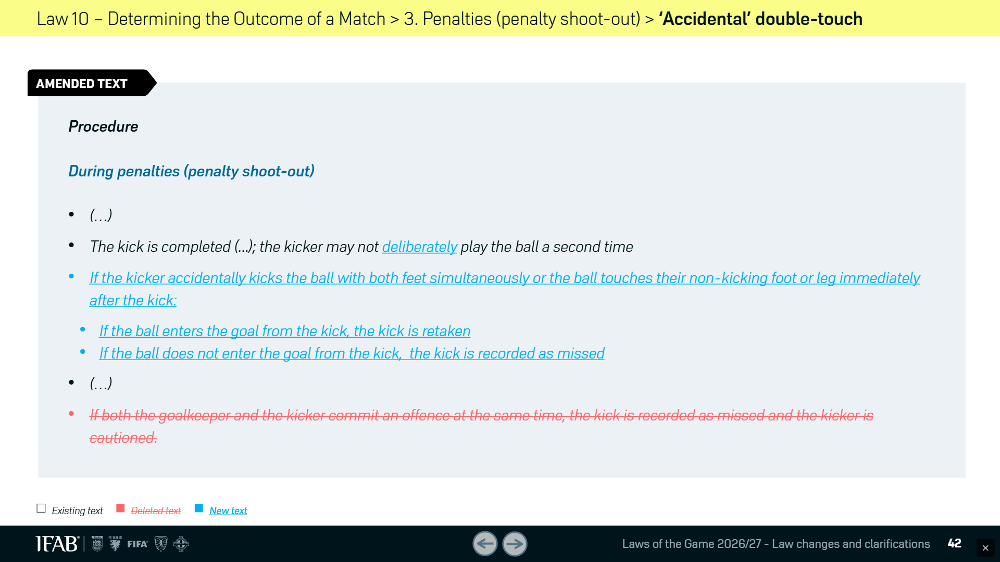 Law 10 – Determining the Outcome of a Match > 3. Penalties (penalty shoot-out) > ‘Accidental’ double-touch
AMENDED TEXT
Procedure
During penalties (penalty shoot-out)
• (…)
• The kick is completed (...); the kicker may not deliberately play the ball a second time
• If the kicker accidentally kicks the ball with both feet simultaneously or the ball touches their non-kicking foot or leg immediately
after the kick:
• If the ball enters the goal from the kick, the kick is retaken
• If the ball does not enter the goal from the kick,  the kick is recorded as missed
• (…)
• If both the goalkeeper and the kicker commit an offence at the same time, the kick is recorded as missed and the kicker is
cautioned.
Existing text Deleted text New text
IFAB® FA WALES FIFA® Laws of the Game 2026/27 - Law changes and clarifications 42